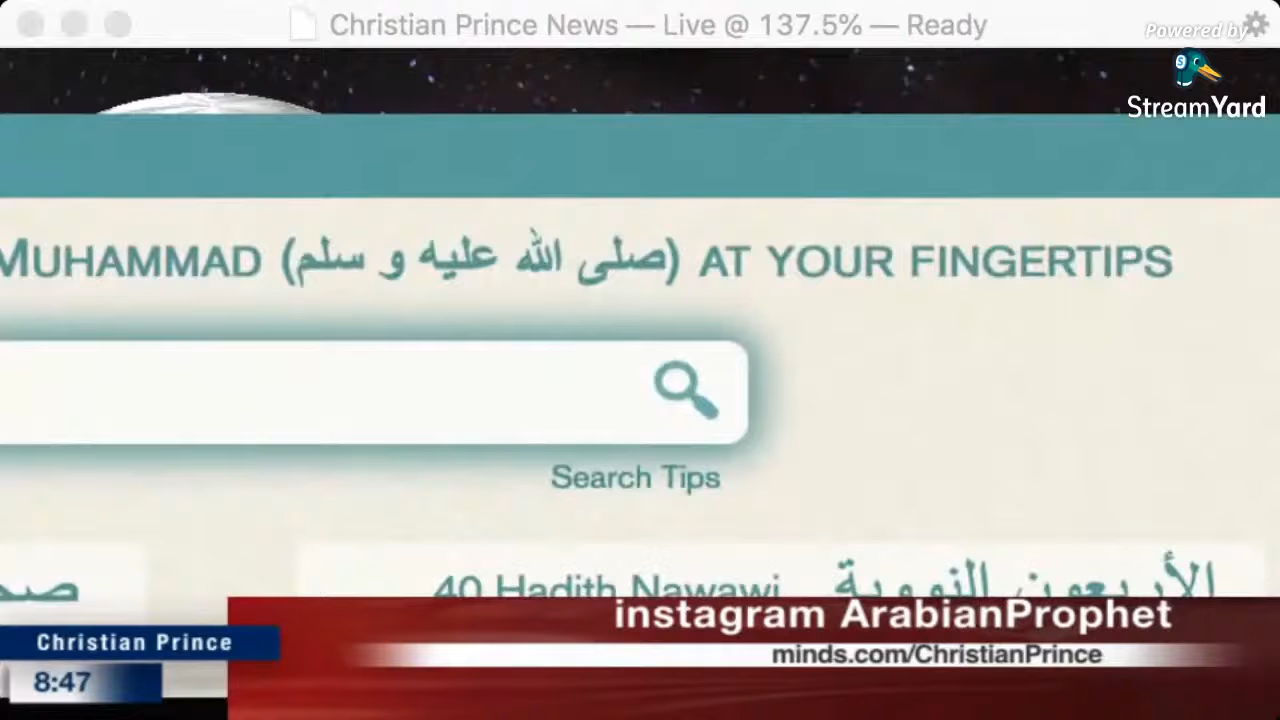 Christian Prince News — Live @ 137.5% — Ready
Powered by
StreamYard
MUHAMMAD (صلى الله عليه و سلم) AT YOUR FINGERTIPS
Search Tips
40 Hadith Nawawi الأربعون النووية
instagram ArabianProphet
Christian Prince
minds.com/ChristianPrince
8:47